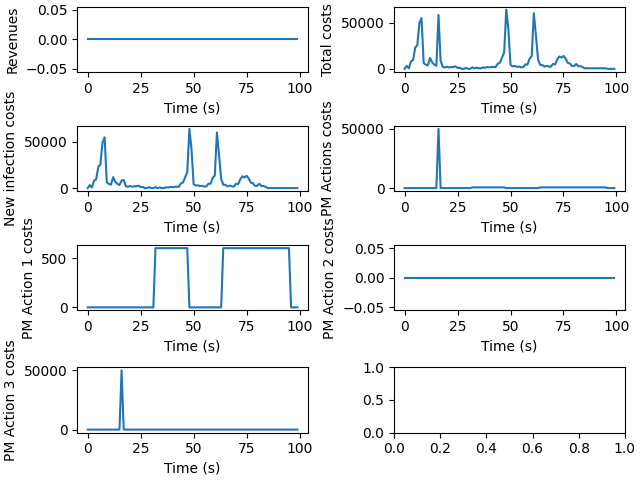 Revenues
0.05
0.00
−0.05
0 25 50 75 100
Time (s)
Total costs
50000
0
0 25 50 75 100
Time (s)
New infection costs
50000
0
0 25 50 75 100
Time (s)
PM Actions costs
50000
0
0 25 50 75 100
Time (s)
PM Action 1 costs
500
0
0 25 50 75 100
Time (s)
PM Action 2 costs
0.05
0.00
−0.05
0 25 50 75 100
Time (s)
PM Action 3 costs
50000
0
0 25 50 75 100
Time (s)
1.0
0.5
0.0
0.0 0.2 0.4 0.6 0.8 1.0